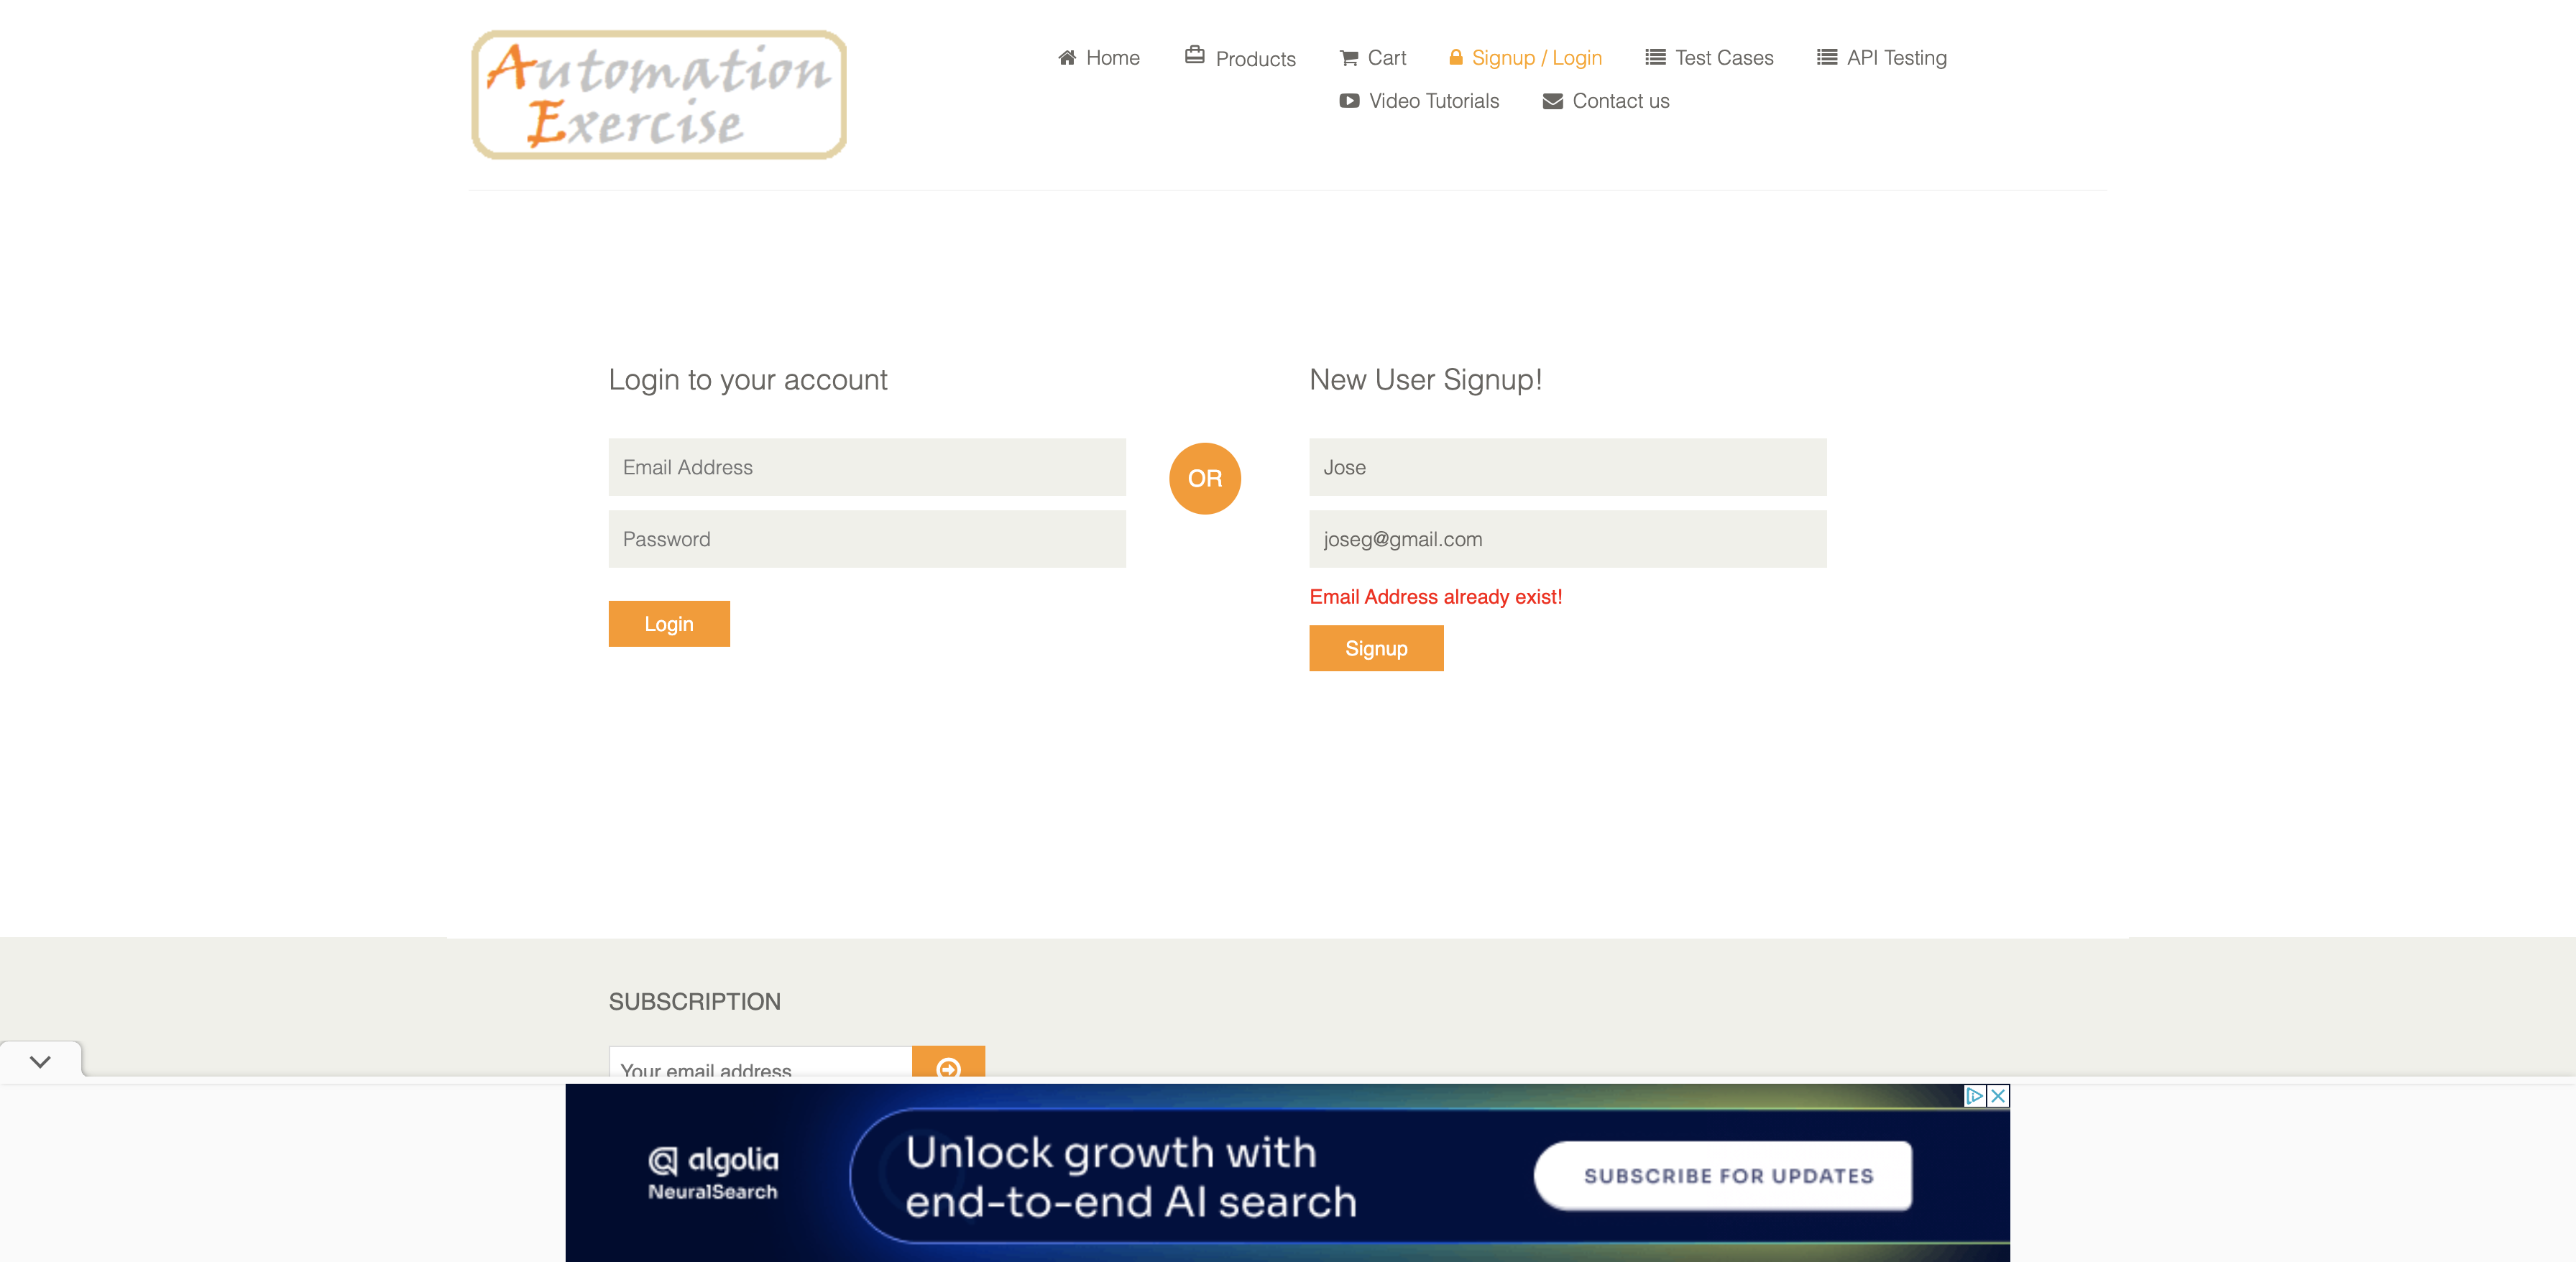 Automation
Exercise
Home Products Cart Signup / Login Test Cases API Testing
Video Tutorials Contact us
Login to your account
Email Address
Password
Login
OR
New User Signup!
Jose
joseg@gmail.com
Email Address already exist!
Signup
SUBSCRIPTION
Your email address
algolia
NeuralSearch
Unlock growth with
end-to-end AI search
SUBSCRIBE FOR UPDATES